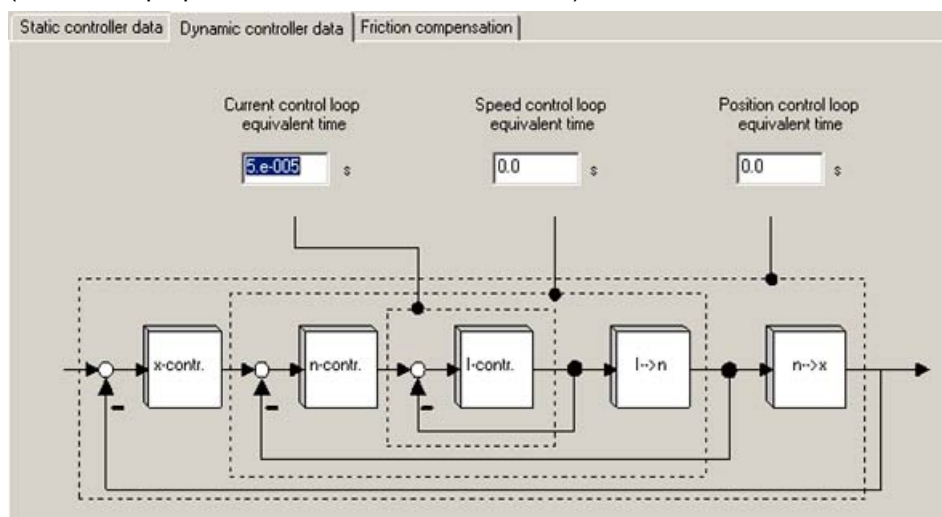 Static controller data
Dynamic controller data
Friction compensation
Current control loop
equivalent time
5.e-005 s
Speed control loop
equivalent time
0.0 s
Position control loop
equivalent time
0.0 s
x-contr.
n-contr.
I-contr.
I-->n
n-->x